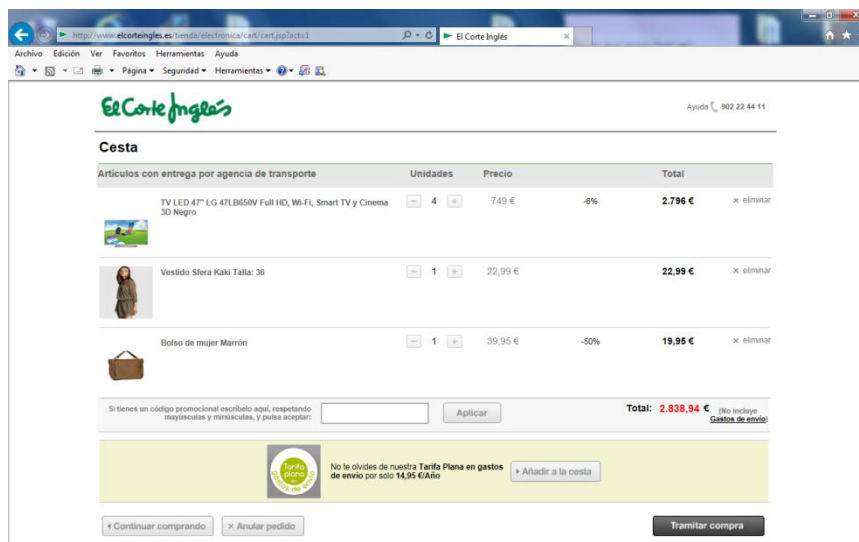 http://www.elcorteingles.es/tienda/electronica/cart/cart.jsp?act=1
El Corte Inglés
Archivo Edición Ver Favoritos Herramientas Ayuda
Página Seguridad Herramientas
El Corte Inglés
Ayuda 902 22 44 11
Cesta
Artículos con entrega por agencia de transporte Unidades Precio Total
TV LED 47" LG 47LB650V Full HD, Wi-Fi, Smart TV y Cinema 4 749 € -6% 2.796 € x eliminar
3D Negro
Vestido Sfera Kaki Talla: 36 1 22,99 € 22,99 € x eliminar
Bolso de mujer Marrón 1 39,95 € -50% 19,95 € x eliminar
Si tienes un código promocional escríbelo aquí, respetando
mayúsculas y minúsculas, y pulsa aceptar:
Aplicar
Total: 2.838,94 € (No incluye
Gastos de envío)
Tarifa
plana
en
gastos de envío
No te olvides de nuestra Tarifa Plana en gastos
de envío por solo 14,95 €/Año
Añadir a la cesta
Continuar comprando
x Anular pedido
Tramitar compra